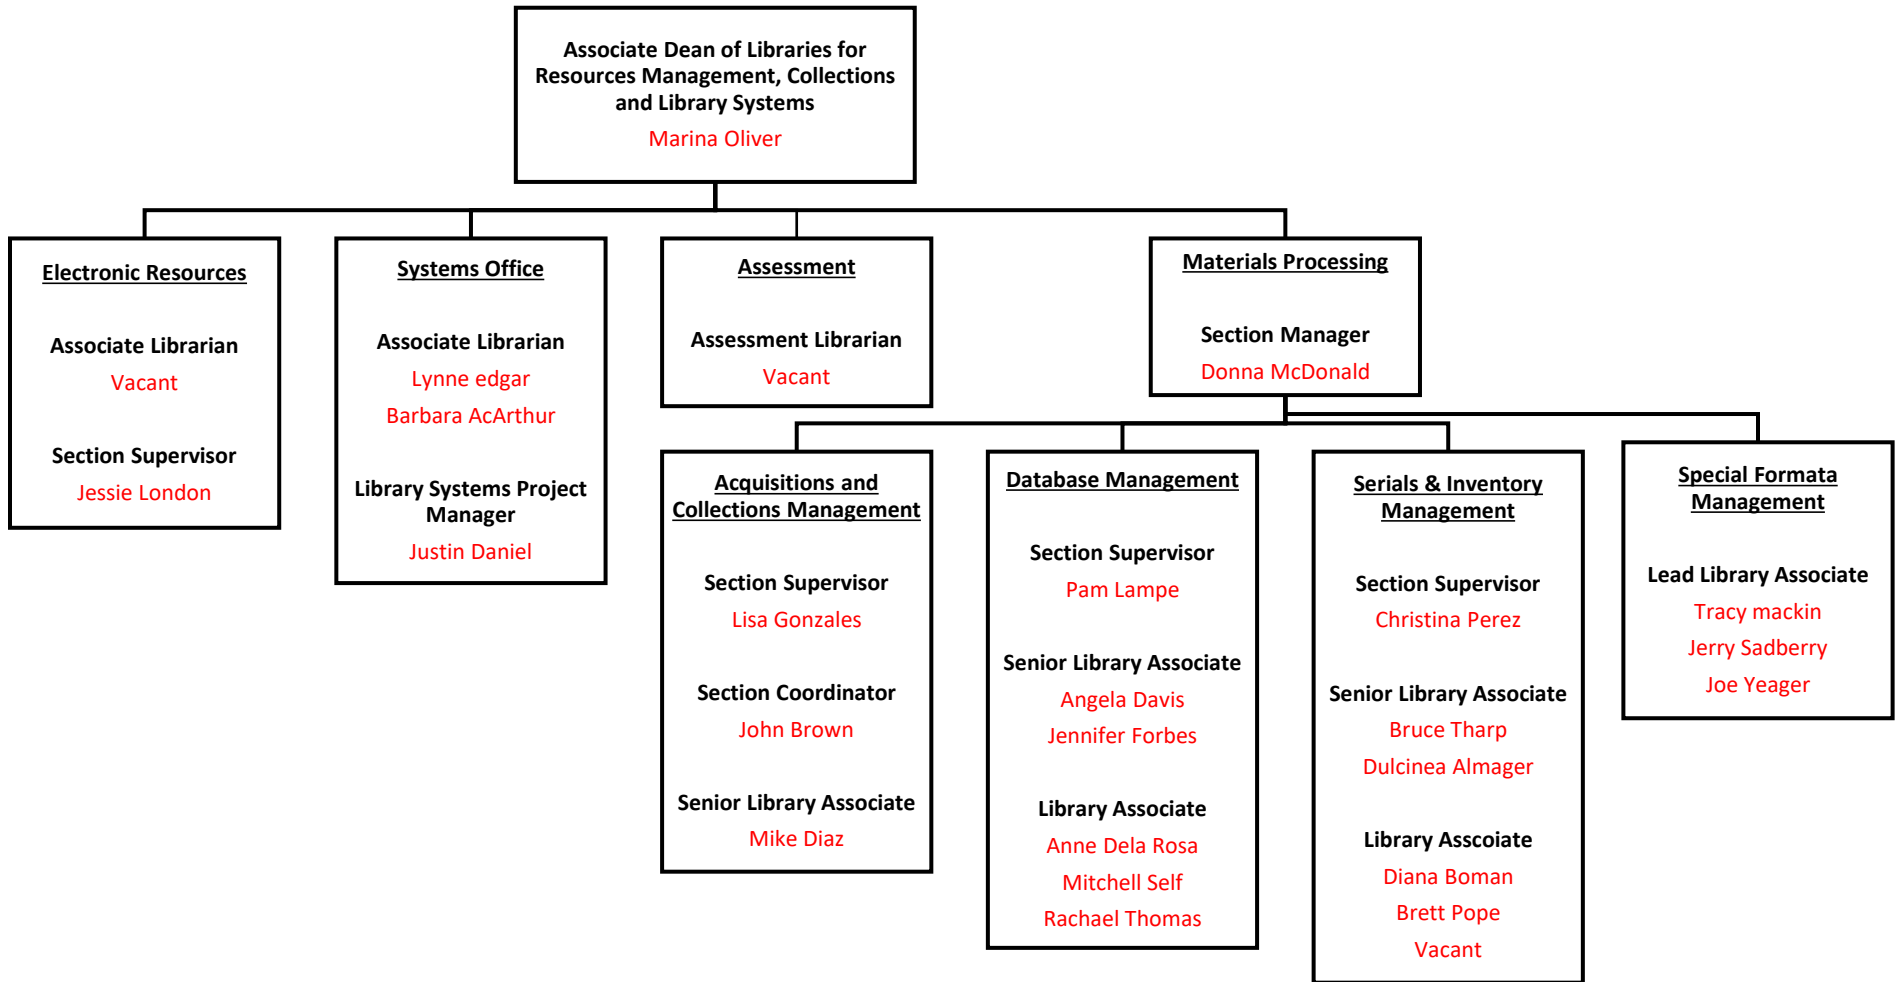 Associate Dean of Libraries for
Resources Management, Collections
and Library Systems
Marina Oliver
Electronic Resources
Associate Librarian
Vacant
Section Supervisor
Jessie London
Systems Office
Associate Librarian
Lynne edgar
Barbara AcArthur
Library Systems Project
Manager
Justin Daniel
Assessment
Assessment Librarian
Vacant
Materials Processing
Section Manager
Donna McDonald
Acquisitions and
Collections Management
Section Supervisor
Lisa Gonzales
Section Coordinator
John Brown
Senior Library Associate
Mike Diaz
Database Management
Section Supervisor
Pam Lampe
Senior Library Associate
Angela Davis
Jennifer Forbes
Library Associate
Anne Dela Rosa
Mitchell Self
Rachael Thomas
Serials & Inventory
Management
Section Supervisor
Christina Perez
Senior Library Associate
Bruce Tharp
Dulcinea Almager
Library Asscoiate
Diana Boman
Brett Pope
Vacant
Special Formata
Management
Lead Library Associate
Tracy mackin
Jerry Sadberry
Joe Yeager